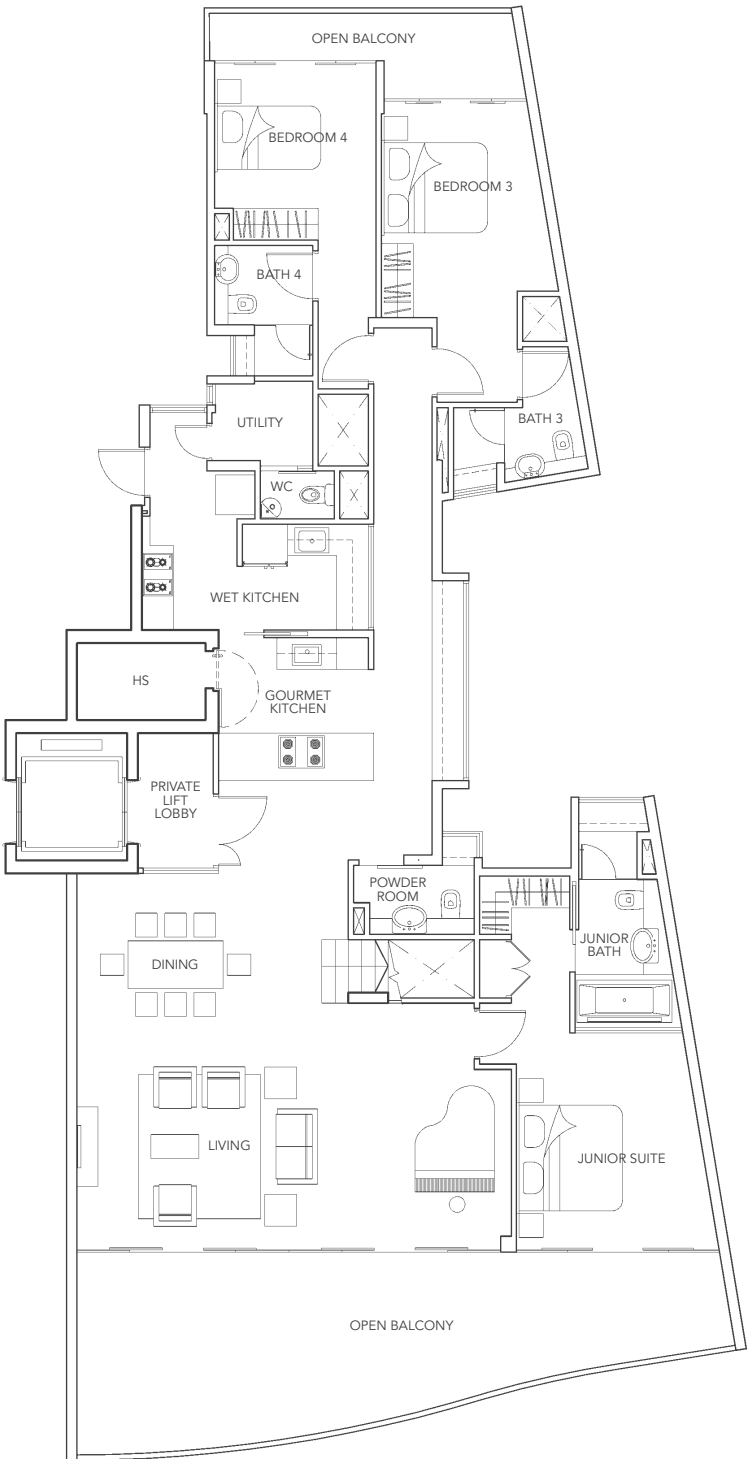 OPEN BALCONY
BEDROOM 4
BEDROOM 3
BATH 4
BATH 3
UTILITY
WC
WET KITCHEN
HS
GOURMET
KITCHEN
PRIVATE
LIFT
LOBBY
POWDER
ROOM
JUNIOR
BATH
DINING
LIVING
JUNIOR SUITE
OPEN BALCONY